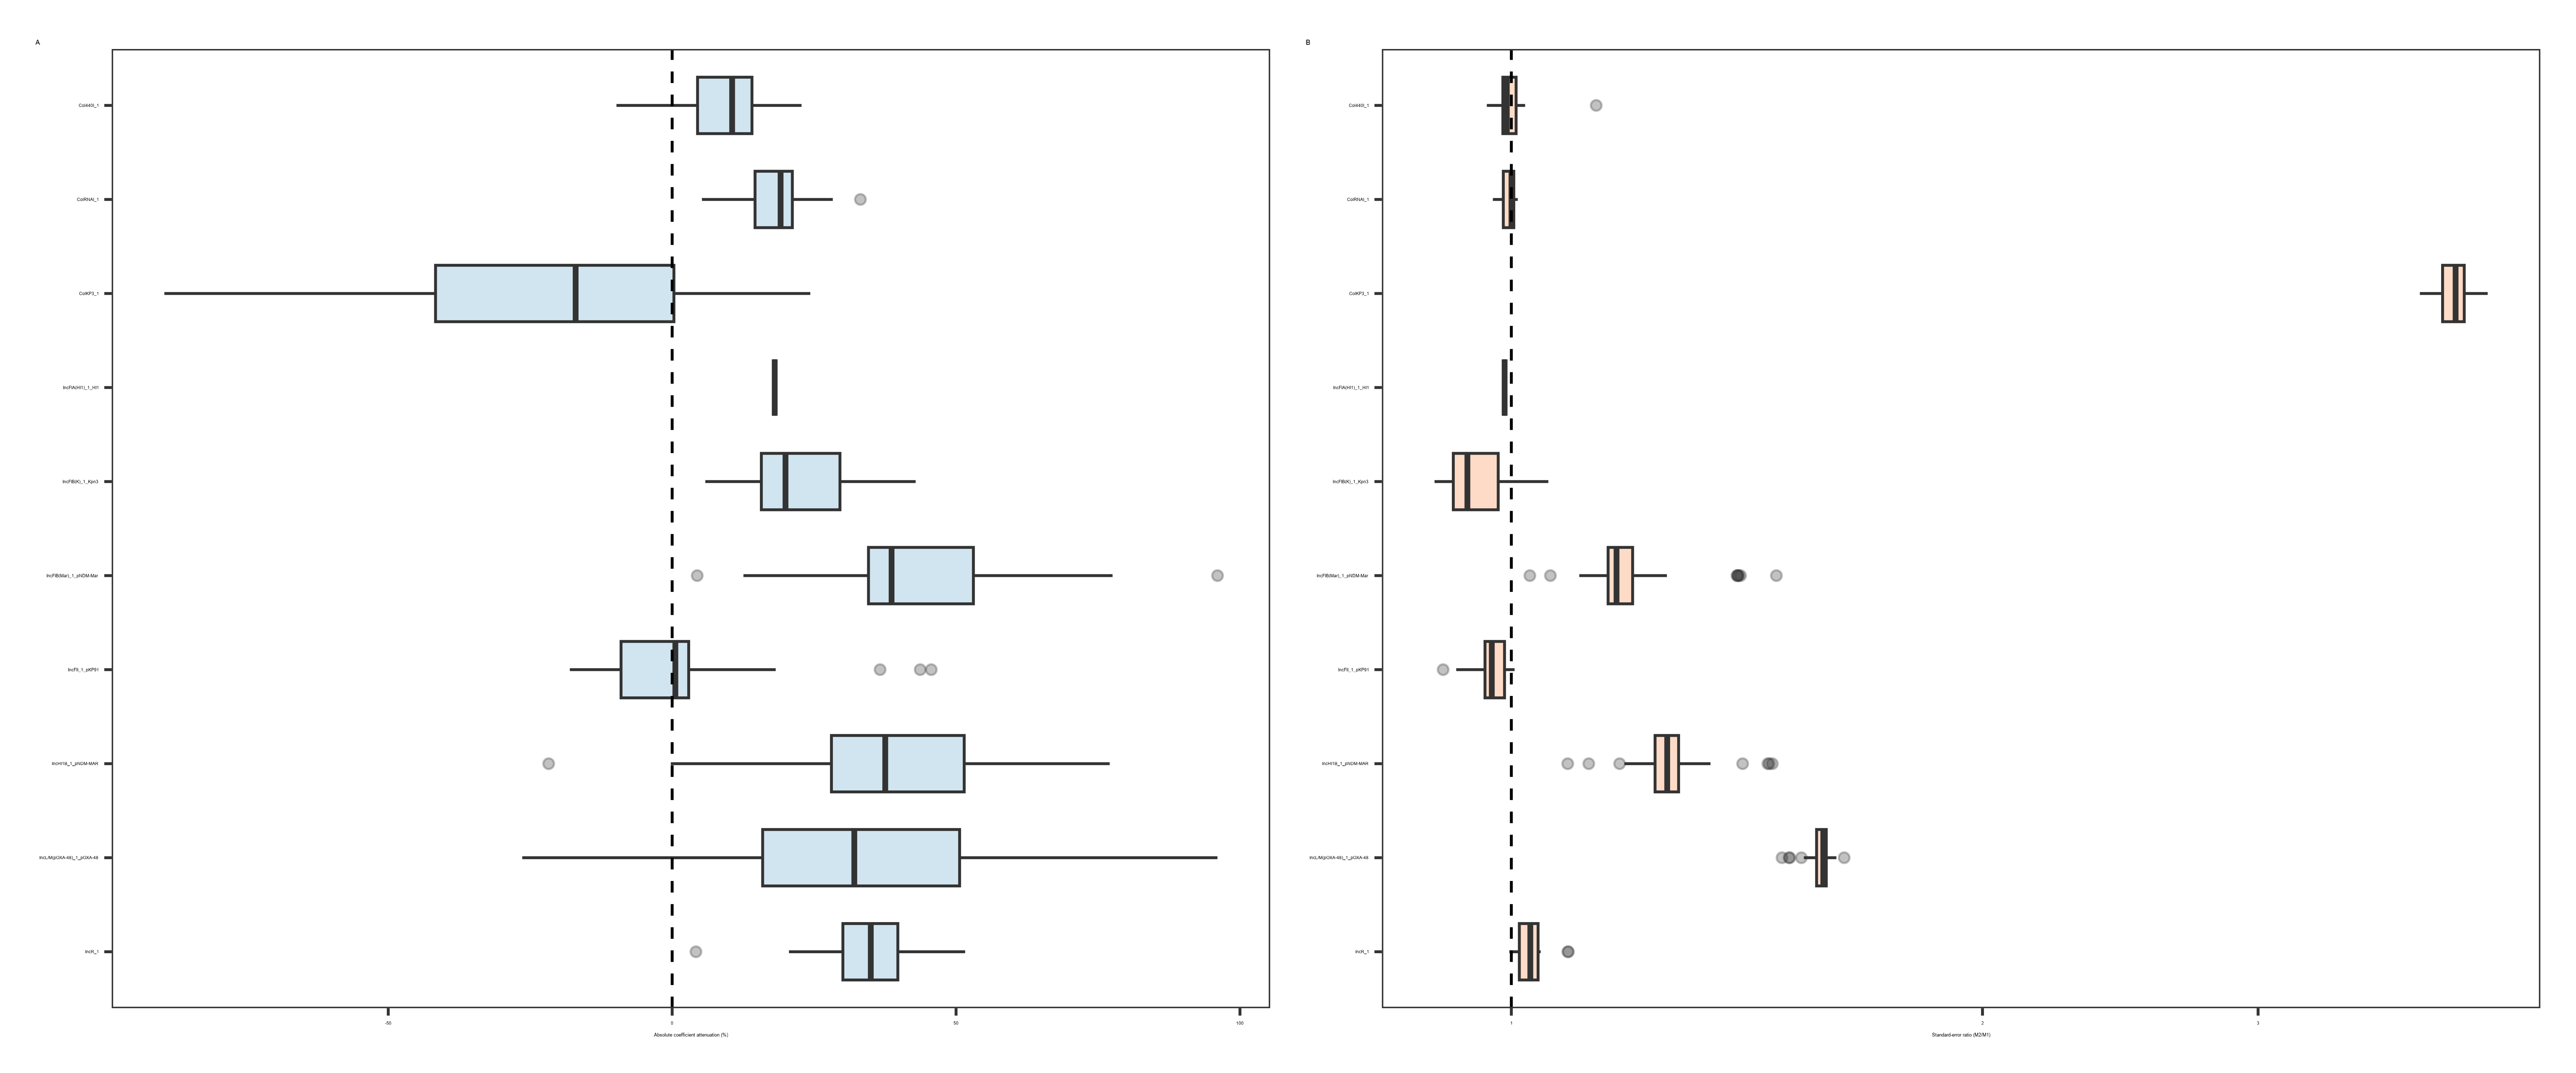 A
Col440I_1
ColRNAI_1
ColKP3_1
IncFIA(HI1)_1_HI1
IncFIB(K)_1_Kpn3
IncFIB(Mar)_1_pNDM-Mar
IncFII_1_pKP91
IncHI1B_1_pNDM-MAR
IncL/M(pOXA-48)_1_pOXA-48
IncR_1
-50
0
50
100
Absolute coefficient attenuation (%)
B
Col440I_1
ColRNAI_1
ColKP3_1
IncFIA(HI1)_1_HI1
IncFIB(K)_1_Kpn3
IncFIB(Mar)_1_pNDM-Mar
IncFII_1_pKP91
IncHI1B_1_pNDM-MAR
IncL/M(pOXA-48)_1_pOXA-48
IncR_1
1
2
3
Standard-error ratio (M2/M1)